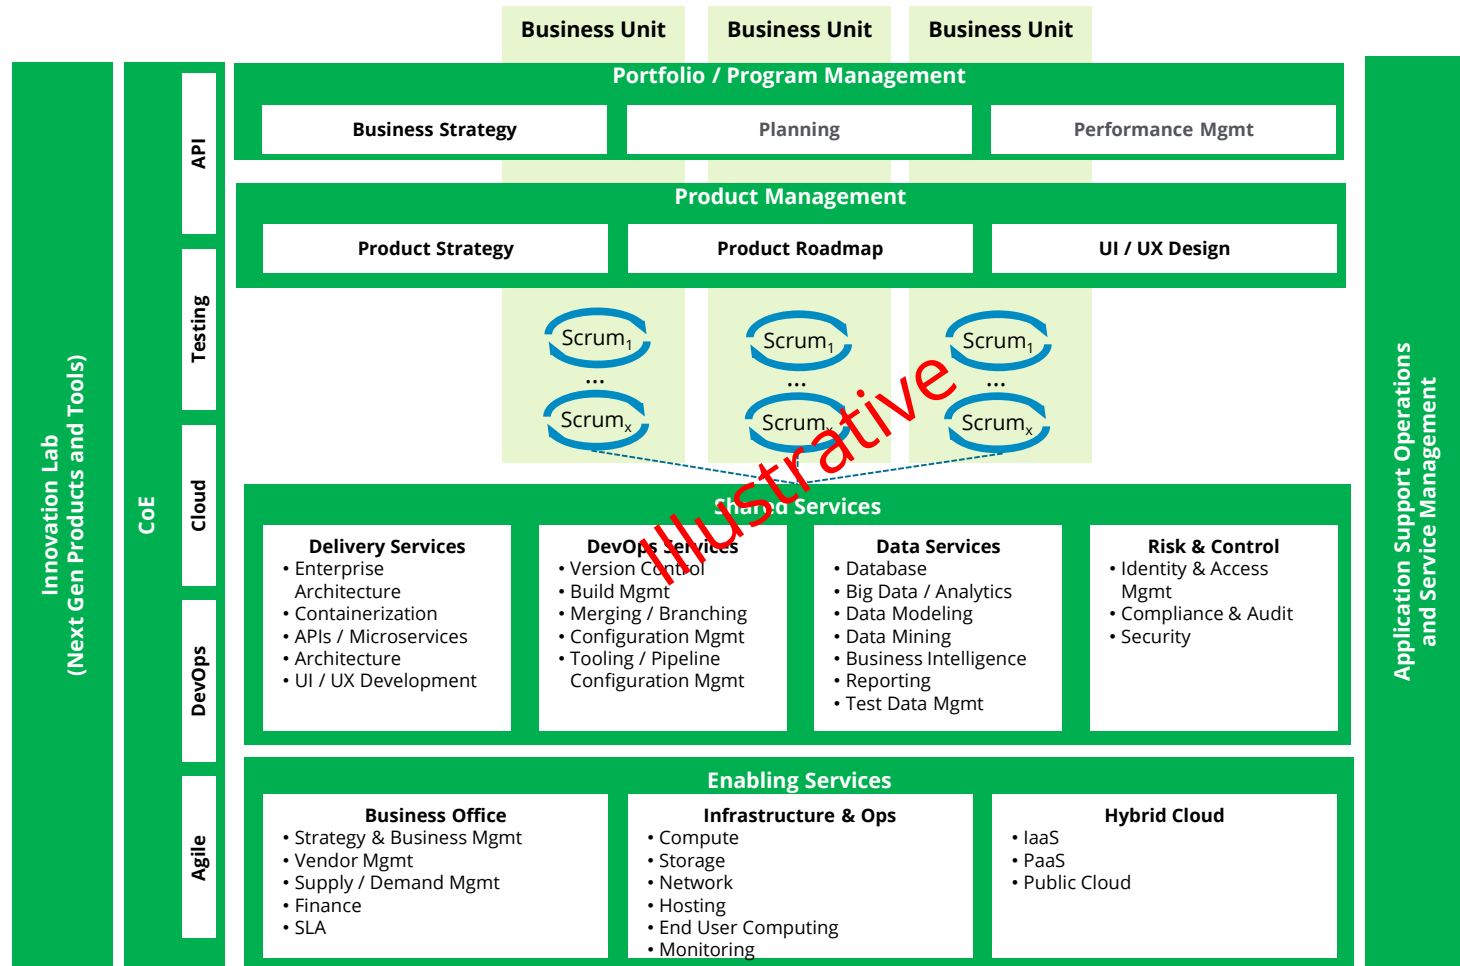 Business Unit
Business Unit
Business Unit
Innovation Lab
(Next Gen Products and Tools)
CoE
API
Testing
Cloud
DevOps
Agile
Portfolio / Program Management
Business Strategy
Planning
Performance Mgmt
Product Management
Product Strategy
Product Roadmap
UI / UX Design
Scrum1
...
Scrumx
Scrum1
...
Scrumx
Scrum1
...
Scrumx
Illustrative
Shared Services
Delivery Services
• Enterprise
Architecture
• Containerization
• APIs / Microservices
• Architecture
• UI / UX Development
DevOps Services
• Version Control
• Build Mgmt
• Merging / Branching
• Configuration Mgmt
• Tooling / Pipeline
Configuration Mgmt
Data Services
• Database
• Big Data / Analytics
• Data Modeling
• Data Mining
• Business Intelligence
• Reporting
• Test Data Mgmt
Risk & Control
• Identity & Access
Mgmt
• Compliance & Audit
• Security
Enabling Services
Business Office
• Strategy & Business Mgmt
• Vendor Mgmt
• Supply / Demand Mgmt
• Finance
• SLA
Infrastructure & Ops
• Compute
• Storage
• Network
• Hosting
• End User Computing
• Monitoring
Hybrid Cloud
• IaaS
• PaaS
• Public Cloud
Application Support Operations
and Service Management